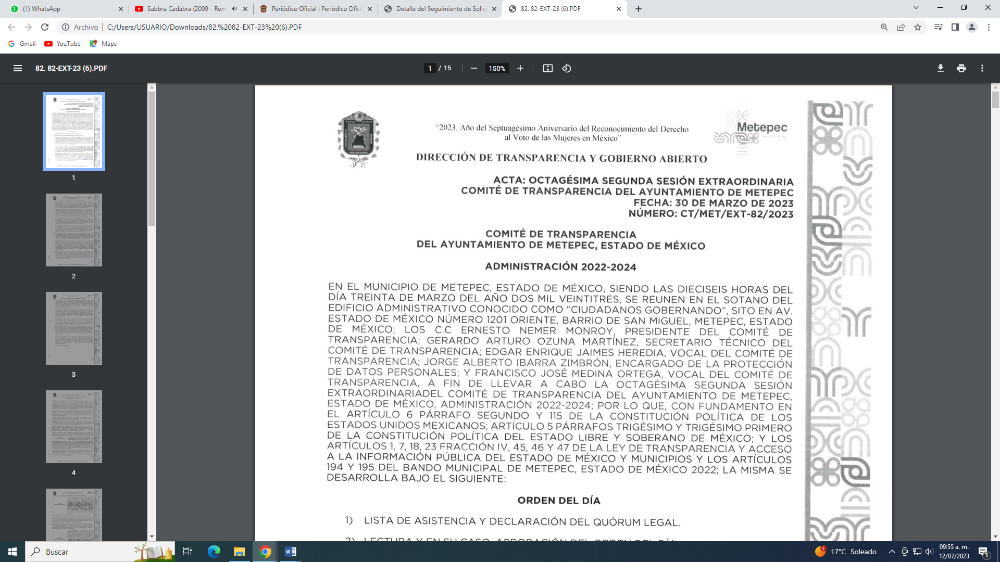 (1) WhatsApp
Sabbra Cadabra (2009 - Rem
Periódico Oficial | Periódico Ofici
Detalle del Seguimiento de Solici
82. 82-EXT-23 (6).PDF
Archivo
C:/Users/USUARIO/Downloads/82.%2082-EXT-23%20(6).PDF
Gmail
YouTube
Maps
82. 82-EXT-23 (6).PDF
1 / 15
150%
1
2
3
4
"2023. Año del Septuagésimo Aniversario del Reconocimiento del Derecho
al Voto de las Mujeres en México"
Metepec
DIRECCIÓN DE TRANSPARENCIA Y GOBIERNO ABIERTO
ACTA: OCTAGÉSIMA SEGUNDA SESIÓN EXTRAORDINARIA
COMITÉ DE TRANSPARENCIA DEL AYUNTAMIENTO DE METEPEC
FECHA: 30 DE MARZO DE 2023
NÚMERO: CT/MET/EXT-82/2023
COMITÉ DE TRANSPARENCIA
DEL AYUNTAMIENTO DE METEPEC, ESTADO DE MÉXICO
ADMINISTRACIÓN 2022-2024
EN EL MUNICIPIO DE METEPEC, ESTADO DE MÉXICO, SIENDO LAS DIECISEIS HORAS DEL
DÍA TREINTA DE MARZO DEL AÑO DOS MIL VEINTITRES, SE REUNEN EN EL SOTANO DEL
EDIFICIO ADMINISTRATIVO CONOCIDO COMO "CIUDADANOS GOBERNANDO", SITO EN AV.
ESTADO DE MÉXICO NÚMERO 1201 ORIENTE, BARRIO DE SAN MIGUEL, METEPEC, ESTADO
DE MÉXICO; LOS C.C ERNESTO NEMER MONROY, PRESIDENTE DEL COMITÉ DE
TRANSPARENCIA; GERARDO ARTURO OZUNA MARTÍNEZ, SECRETARIO TÉCNICO DEL
COMITÉ DE TRANSPARENCIA; EDGAR ENRIQUE JAIMES HEREDIA, VOCAL DEL COMITÉ DE
TRANSPARENCIA; JORGE ALBERTO IBARRA ZIMBRÓN, ENCARGADO DE LA PROTECCIÓN
DE DATOS PERSONALES; Y FRANCISCO JOSÉ MEDINA ORTEGA, VOCAL DEL COMITÉ DE
TRANSPARENCIA, A FIN DE LLEVAR A CABO LA OCTAGÉSIMA SEGUNDA SESIÓN
EXTRAORDINARIADEL COMITÉ DE TRANSPARENCIA DEL AYUNTAMIENTO DE METEPEC,
ESTADO DE MÉXICO, ADMINISTRACIÓN 2022-2024; POR LO QUE, CON FUNDAMENTO EN
EL ARTÍCULO 6 PÁRRAFO SEGUNDO Y 115 DE LA CONSTITUCIÓN POLÍTICA DE LOS
ESTADOS UNIDOS MEXICANOS; ARTÍCULO 5 PÁRRAFOS TRIGÉSIMO Y TRIGÉSIMO PRIMERO
DE LA CONSTITUCIÓN POLÍTICA DEL ESTADO LIBRE Y SOBERANO DE MÉXICO; Y LOS
ARTÍCULOS 1, 7, 18, 23 FRACCIÓN IV, 45, 46 Y 47 DE LA LEY DE TRANSPARENCIA Y ACCESO
A LA INFORMACIÓN PÚBLICA DEL ESTADO DE MÉXICO Y MUNICIPIOS Y LOS ARTÍCULOS
194 Y 195 DEL BANDO MUNICIPAL DE METEPEC, ESTADO DE MÉXICO 2022; LA MISMA SE
DESARROLLA BAJO EL SIGUIENTE:
ORDEN DEL DÍA
1) LISTA DE ASISTENCIA Y DECLARACIÓN DEL QUÓRUM LEGAL.
2) LECTURA Y EN SU CASO, APROBACIÓN DEL ORDEN DEL DÍA.
Buscar
17°C Soleado
09:55 a. m.
12/07/2023